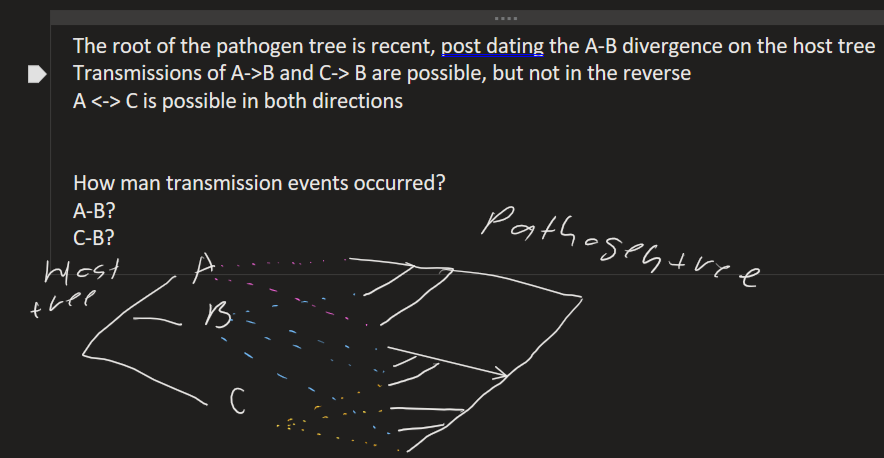 The root of the pathogen tree is recent, post dating the A-B divergence on the host tree
Transmissions of A->B and C-> B are possible, but not in the reverse
A <-> C is possible in both directions
How man transmission events occurred?
A-B?
C-B?
Pathogen tree
Host
tree
A
B
C